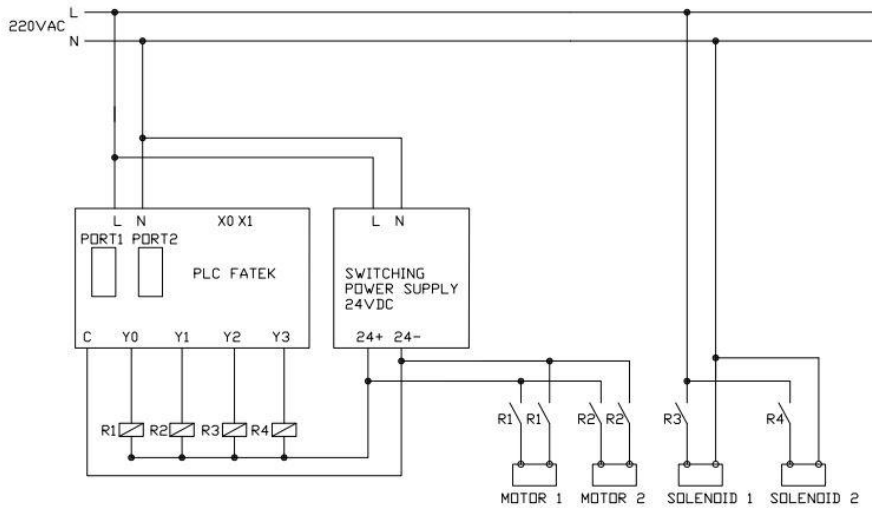 L
220VAC
N
L N X0 X1
L N
PORT1 PORT2
PLC FATEK
SWITCHING
POWER SUPPLY
24VDC
C Y0 Y1 Y2 Y3
24+ 24-
R1 R2 R3 R4
R1 R1 R2 R2 R3 R4
MOTOR 1 MOTOR 2 SOLENOID 1 SOLENOID 2